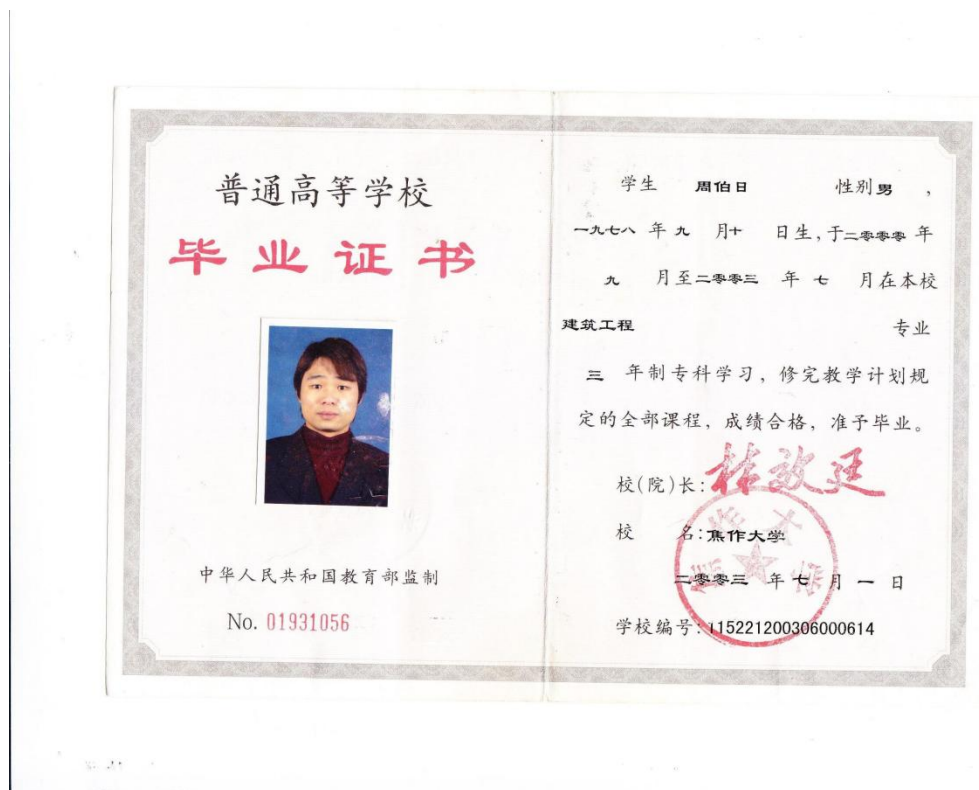 普通高等学校
毕业证书
中华人民共和国教育部监制
No. 01931056
学生 周伯日 性别 男 ，
一九七八 年 九 月 十 日生，于 二零零零 年
九 月至 二零零三 年 七 月在本校
建筑工程 专业
三 年制专科学习，修完教学计划规
定的全部课程，成绩合格，准予毕业。
校(院)长：
校 名：焦作大学
二零零三 年 七 月 一 日
学校编号：115221200306000614